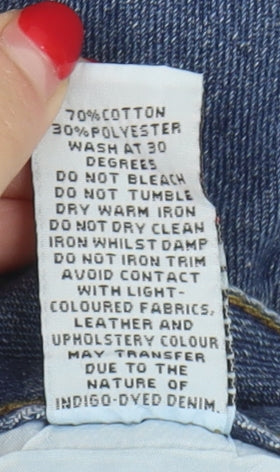 70%COTTON
30%POLYESTER
WASH AT 30
DEGREES
DO NOT BLEACH
DO NOT TUMBLE
DRY WARM IRON
DO NOT DRY CLEAN
IRON WHILST DAMP
DO NOT IRON TRIM
AVOID CONTACT
WITH LIGHT-
COLOURED FABRICS,
LEATHER AND
UPHOLSTERY COLOUR
MAY TRANSFER
DUE TO THE
NATURE OF
INDIGO-DYED DENIM.